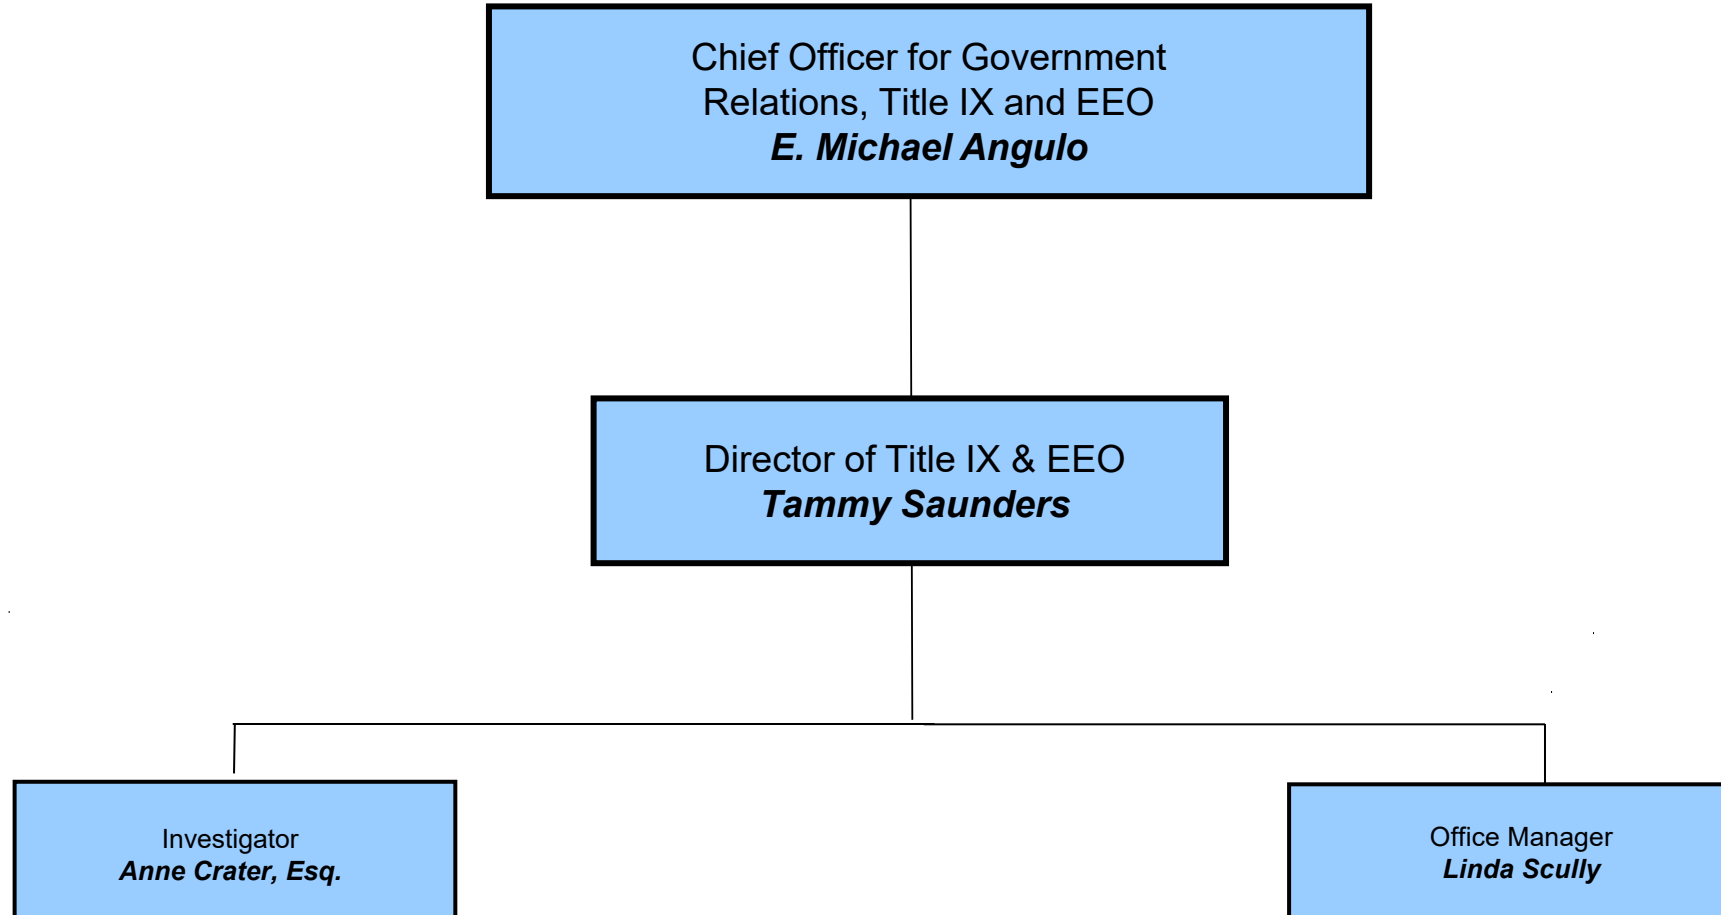 Chief Officer for Government
Relations, Title IX and EEO
E. Michael Angulo
Director of Title IX & EEO
Tammy Saunders
Investigator
Anne Crater, Esq.
Office Manager
Linda Scully